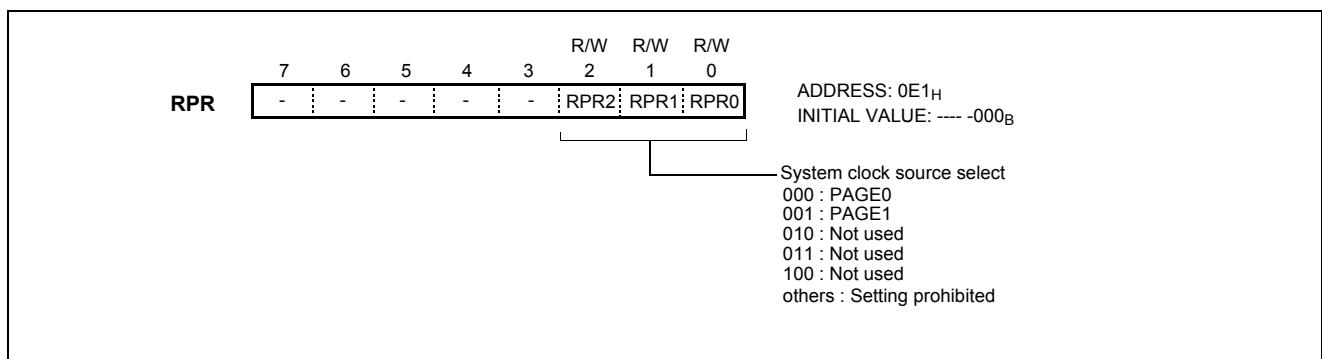 R/W R/W R/W
7 6 5 4 3 2 1 0
RPR - - - - - RPR2 RPR1 RPR0
ADDRESS: 0E1H
INITIAL VALUE: ---- -000B
System clock source select
000 : PAGE0
001 : PAGE1
010 : Not used
011 : Not used
100 : Not used
others : Setting prohibited